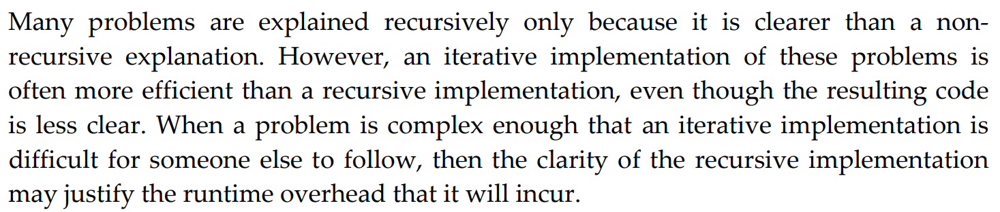 Many problems are explained recursively only because it is clearer than a non-
recursive explanation. However, an iterative implementation of these problems is
often more efficient than a recursive implementation, even though the resulting code
is less clear. When a problem is complex enough that an iterative implementation is
difficult for someone else to follow, then the clarity of the recursive implementation
may justify the runtime overhead that it will incur.